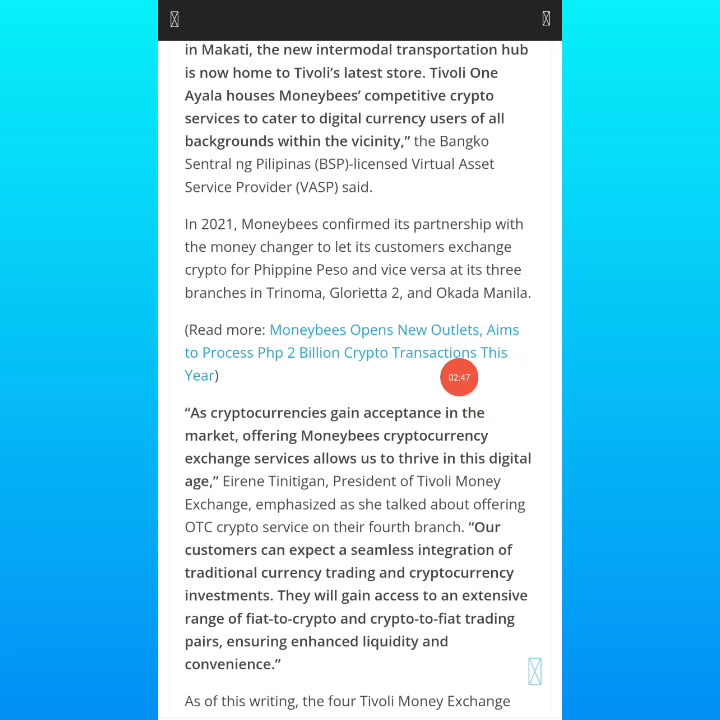 in Makati, the new intermodal transportation hub
is now home to Tivoli’s latest store. Tivoli One
Ayala houses Moneybees’ competitive crypto
services to cater to digital currency users of all
backgrounds within the vicinity,” the Bangko
Sentral ng Pilipinas (BSP)-licensed Virtual Asset
Service Provider (VASP) said.
In 2021, Moneybees confirmed its partnership with
the money changer to let its customers exchange
crypto for Phippine Peso and vice versa at its three
branches in Trinoma, Glorietta 2, and Okada Manila.
(Read more: Moneybees Opens New Outlets, Aims
to Process Php 2 Billion Crypto Transactions This
Year)
02:47
“As cryptocurrencies gain acceptance in the
market, offering Moneybees cryptocurrency
exchange services allows us to thrive in this digital
age,” Eirene Tinitigan, President of Tivoli Money
Exchange, emphasized as she talked about offering
OTC crypto service on their fourth branch. “Our
customers can expect a seamless integration of
traditional currency trading and cryptocurrency
investments. They will gain access to an extensive
range of fiat-to-crypto and crypto-to-fiat trading
pairs, ensuring enhanced liquidity and
convenience.”
As of this writing, the four Tivoli Money Exchange